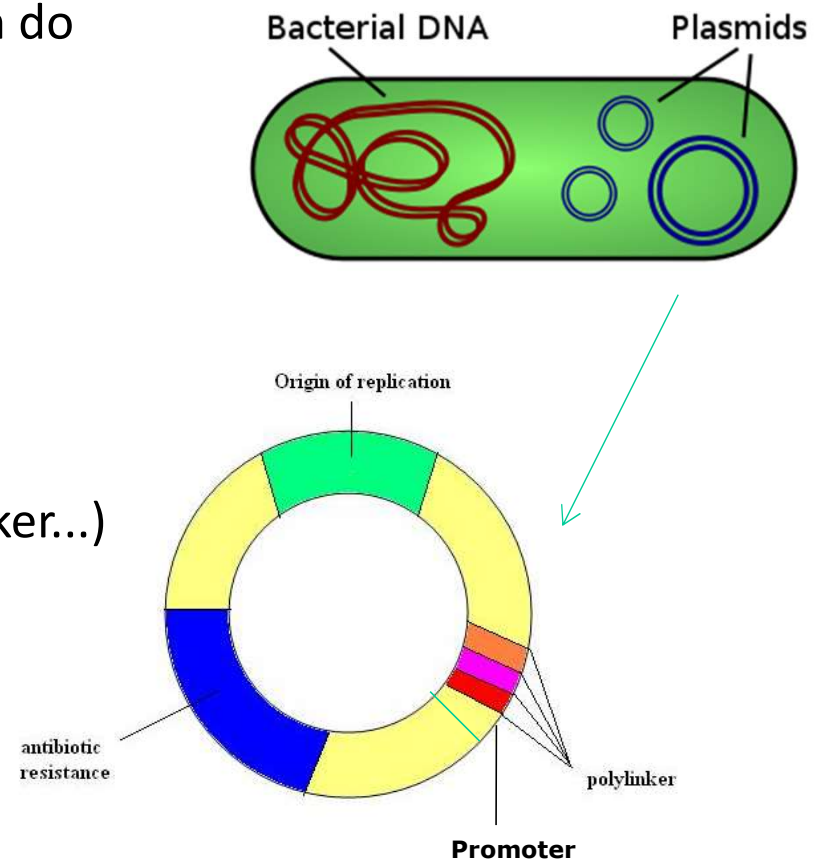 do
Bacterial DNA
Plasmids
Origin of replication
ker...)
antibiotic
resistance
polylinker
Promoter